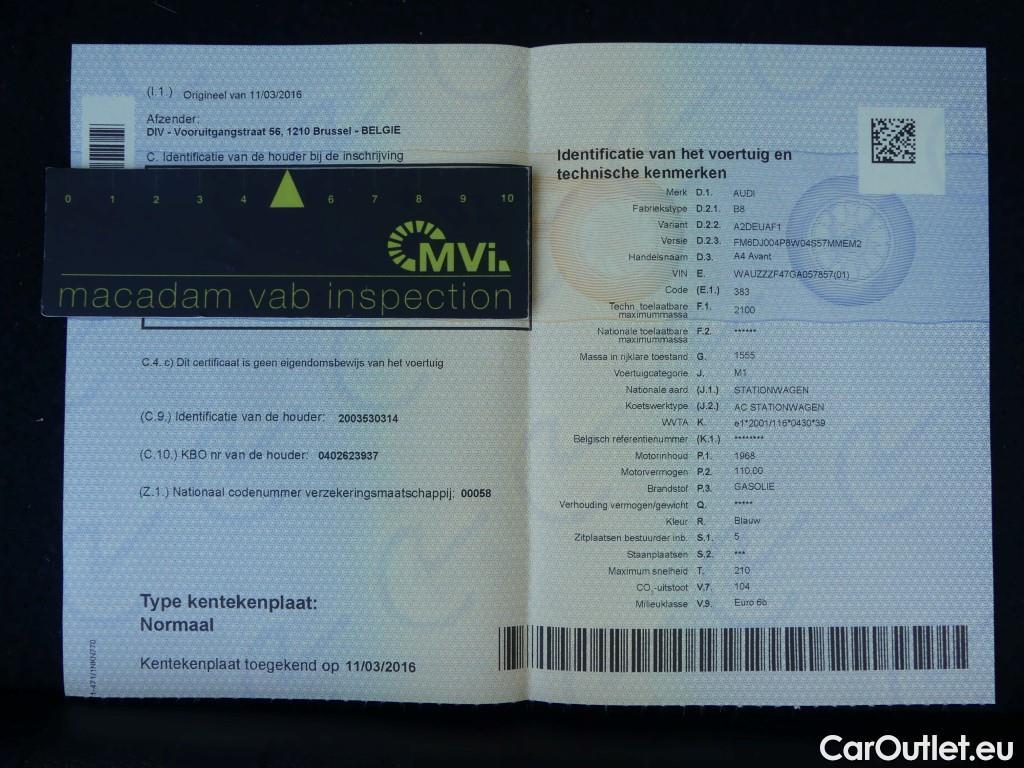 (I.1.) Origineel van 11/03/2016
Afzender:
DIV - Vooruitgangstraat 56, 1210 Brussel - BELGIE
C. Identificatie van de houder bij de inschrijving
0 1 2 3 4 6 7 8 9 10
MVi.
macadam vab inspection
C.4. c) Dit certificaat is geen eigendomsbewijs van het voertuig
(C.9.) Identificatie van de houder: 2003530314
(C.10.) KBO nr van de houder: 0402623937
(Z.1.) Nationaal codenummer verzekeringsmaatschappij: 00058
Type kentekenplaat:
Normaal
Kentekenplaat toegekend op 11/03/2016
1-471/1NKN770
Identificatie van het voertuig en
technische kenmerken
Merk D.1. AUDI
Fabriekstype D.2.1. B8
Variant D.2.2. A2DEUAF1
Versie D.2.3. FM6DJ004P8W04S57MMEM2
Handelsnaam D.3. A4 Avant
VIN E. WAUZZZF47GA057857(01)
Code (E.1.) 383
Techn. toelaatbare
maximummassa F.1. 2100
Nationale toelaatbare
maximummassa F.2. ******
Massa in rijklare toestand G. 1555
Voertuigcategorie J. M1
Nationale aard (J.1.) STATIONWAGEN
Koetswerktype (J.2.) AC STATIONWAGEN
WVTA K. e1*2001/116*0430*39
Belgisch referentienummer (K.1.) ********
Motorinhoud P.1. 1968
Motorvermogen P.2. 110,00
Brandstof P.3. GASOLIE
Verhouding vermogen/gewicht Q. *****
Kleur R. Blauw
Zitplaatsen bestuurder inb. S.1. 5
Staanplaatsen S.2. ***
Maximum snelheid T. 210
CO₂-uitstoot V.7. 104
Milieuklasse V.9. Euro 6b
CarOutlet.eu